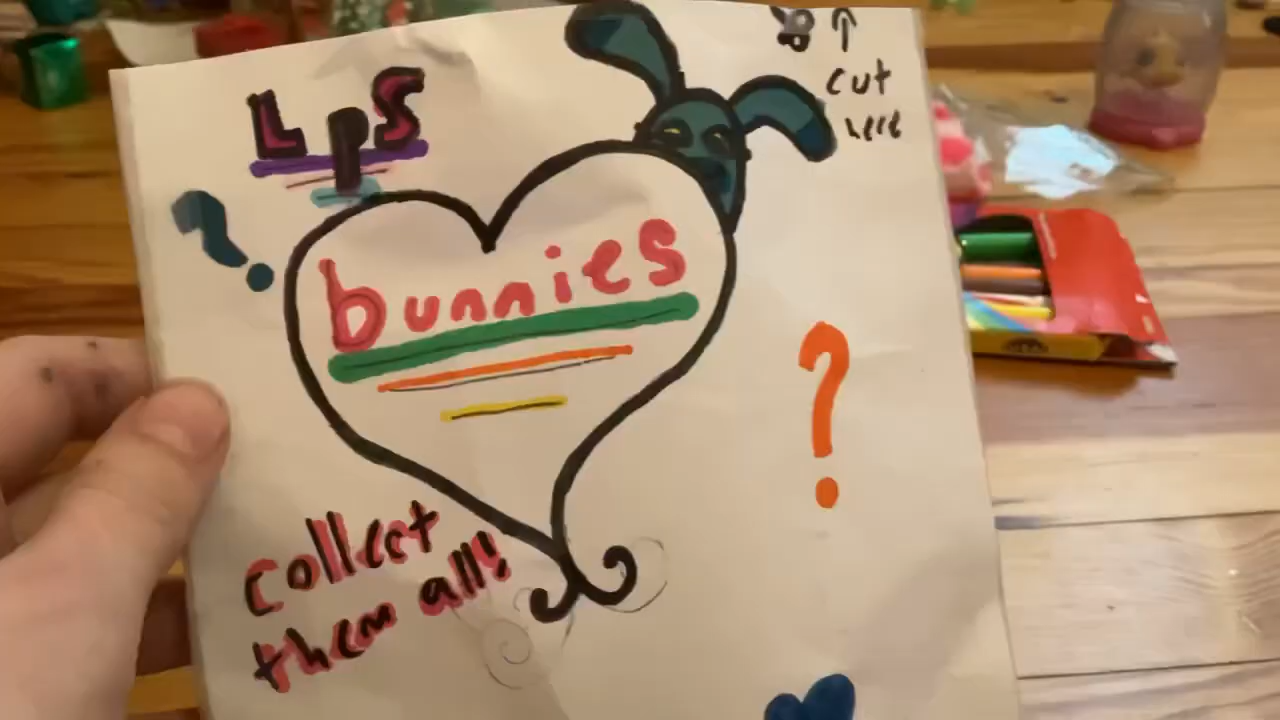 LPS
↑
cut
here
?
bunnies
?
collect
them all!